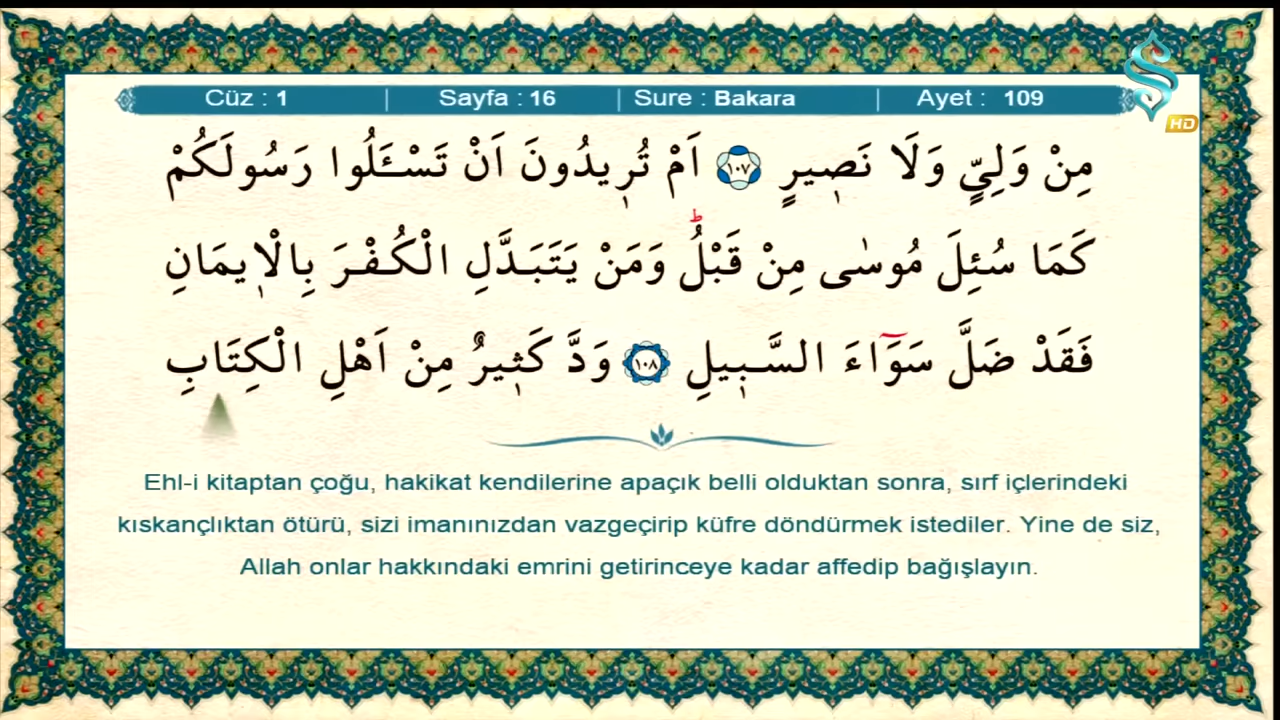 Cüz : 1 | Sayfa : 16 | Sure : Bakara | Ayet : 109
HD
مِنْ وَلِيٍّ وَلَا نَصٖيرٍ ﴿١٠٧﴾ اَمْ تُرٖيدُونَ اَنْ تَسْـَٔلُوا رَسُولَكُمْ
كَمَا سُئِلَ مُوسٰى مِنْ قَبْلُؕ وَمَنْ يَتَبَدَّلِ الْكُفْرَ بِالْاٖيمَانِ
فَقَدْ ضَلَّ سَوَٓاءَ السَّبٖيلِ ﴿١٠٨﴾ وَدَّ كَثٖيرٌ مِنْ اَهْلِ الْكِتَابِ
Ehl-i kitaptan çoğu, hakikat kendilerine apaçık belli olduktan sonra, sırf içlerindeki
kıskançlıktan ötürü, sizi imanınızdan vazgeçirip küfre döndürmek istediler. Yine de siz,
Allah onlar hakkındaki emrini getirinceye kadar affedip bağışlayın.